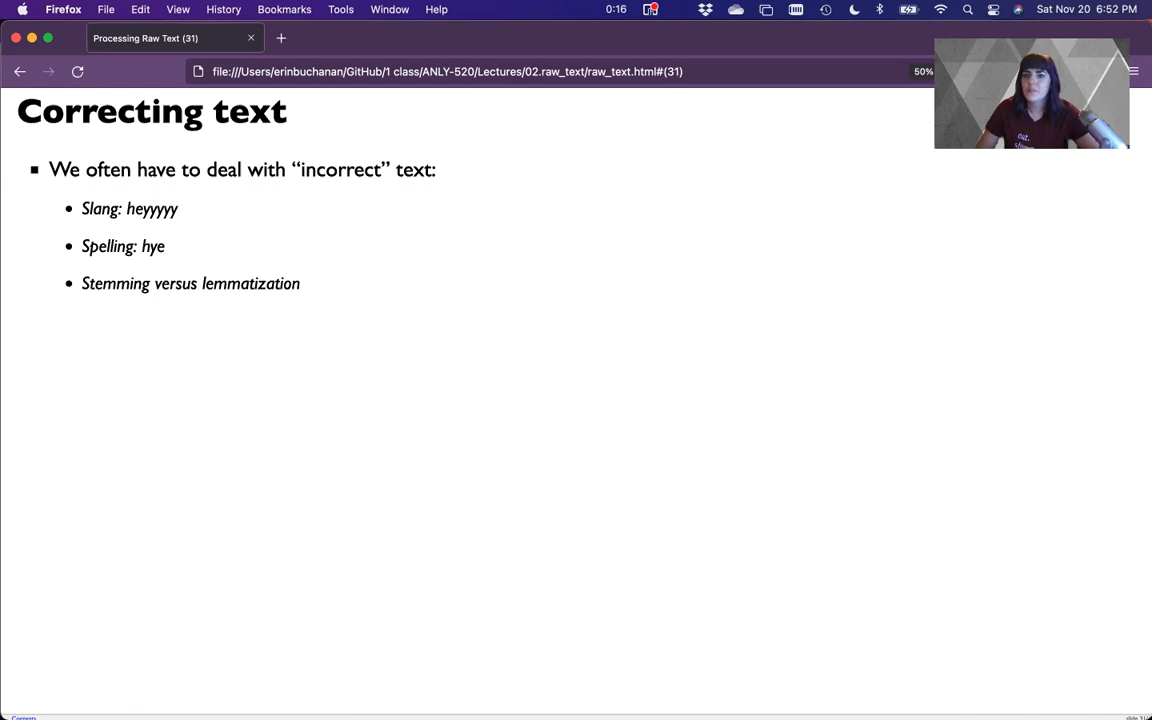 Firefox File Edit View History Bookmarks Tools Window Help 0:16 Sat Nov 20 6:52 PM
Processing Raw Text (31)
file:///Users/erinbuchanan/GitHub/1 class/ANLY-520/Lectures/02.raw_text/raw_text.html#(31) 50%
Correcting text
We often have to deal with “incorrect” text:
Slang: heyyyyy
Spelling: hye
Stemming versus lemmatization